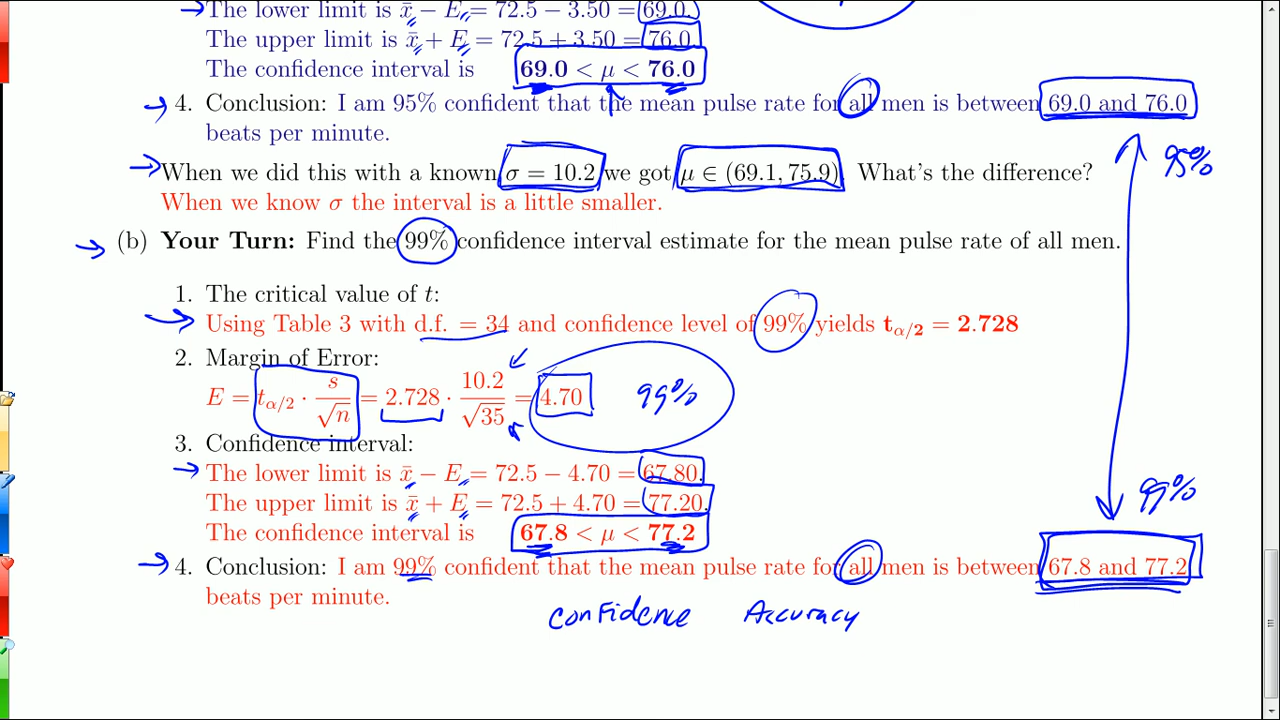 The lower limit is x̄ − E = 72.5 − 3.50 = 69.0.
The upper limit is x̄ + E = 72.5 + 3.50 = 76.0.
The confidence interval is 69.0 < μ < 76.0
4. Conclusion: I am 95% confident that the mean pulse rate for all men is between 69.0 and 76.0
beats per minute.
95%
When we did this with a known σ = 10.2 we got μ ∈ (69.1, 75.9). What's the difference?
When we know σ the interval is a little smaller.
(b) Your Turn: Find the 99% confidence interval estimate for the mean pulse rate of all men.
1. The critical value of t:
Using Table 3 with d.f. = 34 and confidence level of 99% yields t_{α/2} = 2.728
2. Margin of Error:
E = t_{α/2} · s/√n = 2.728 · 10.2/√35 = 4.70 99%
3. Confidence interval:
The lower limit is x̄ − E = 72.5 − 4.70 = 67.80.
99%
The upper limit is x̄ + E = 72.5 + 4.70 = 77.20.
The confidence interval is 67.8 < μ < 77.2
4. Conclusion: I am 99% confident that the mean pulse rate for all men is between 67.8 and 77.2
beats per minute.
Confidence Accuracy